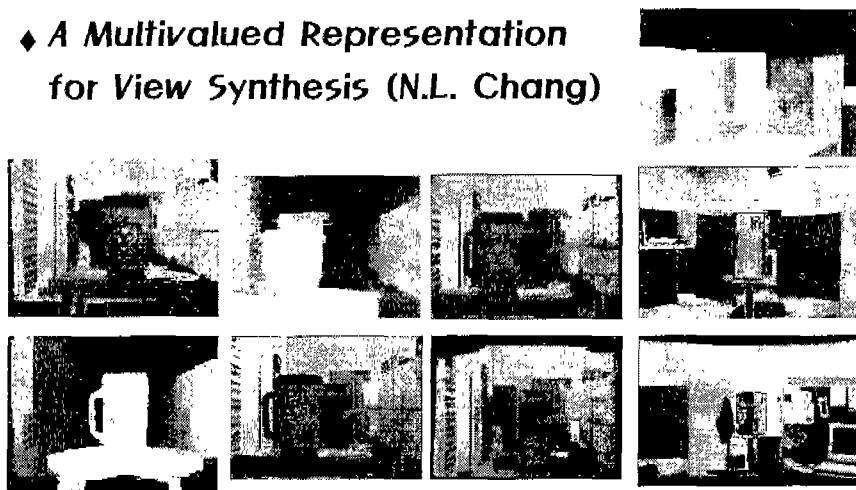 ♦ A Multivalued Representation
for View Synthesis (N.L. Chang)